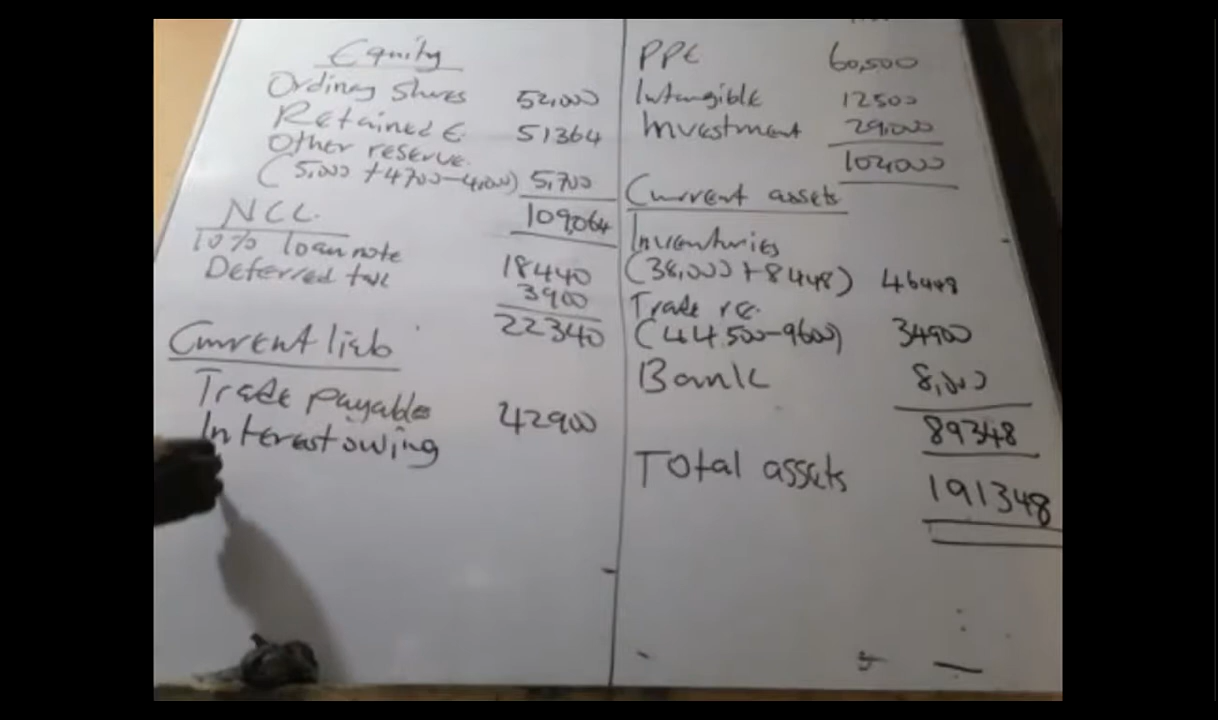 Equity
Ordinary Shares 52,000
Retained E. 51364
Other reserve.
(5,000 + 4700 - 4,000) 5,700
109,064
NCL.
10% loan note 18440
Deferred tax 3900
22340
Current liab
Trade payable 42900
Interest owing
PPE 60,500
Intangible 12500
Investment 29,000
102,000
Current assets
Inventories
(38,000 + 8448) 46448
Trade re.
(44500 - 9600) 34900
Bank 8,000
89348
Total assets 191348